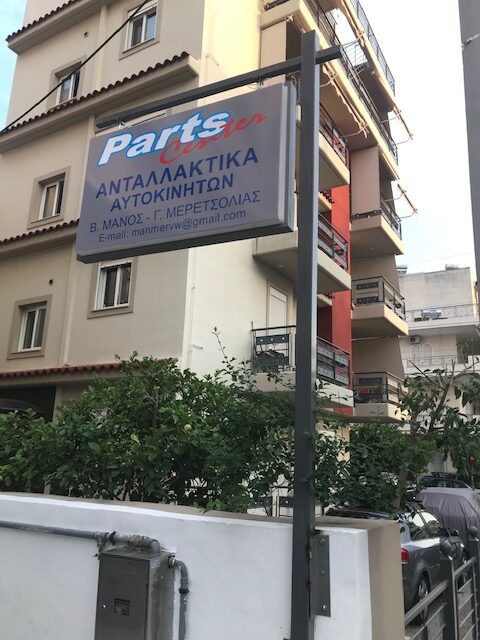 Parts
Center
ΑΝΤΑΛΛΑΚΤΙΚΑ
ΑΥΤΟΚΙΝΗΤΩΝ
Β. ΜΑΝΟΣ - Γ. ΜΕΡΕΤΣΟΛΙΑΣ
E-mail: manmervw@gmail.com